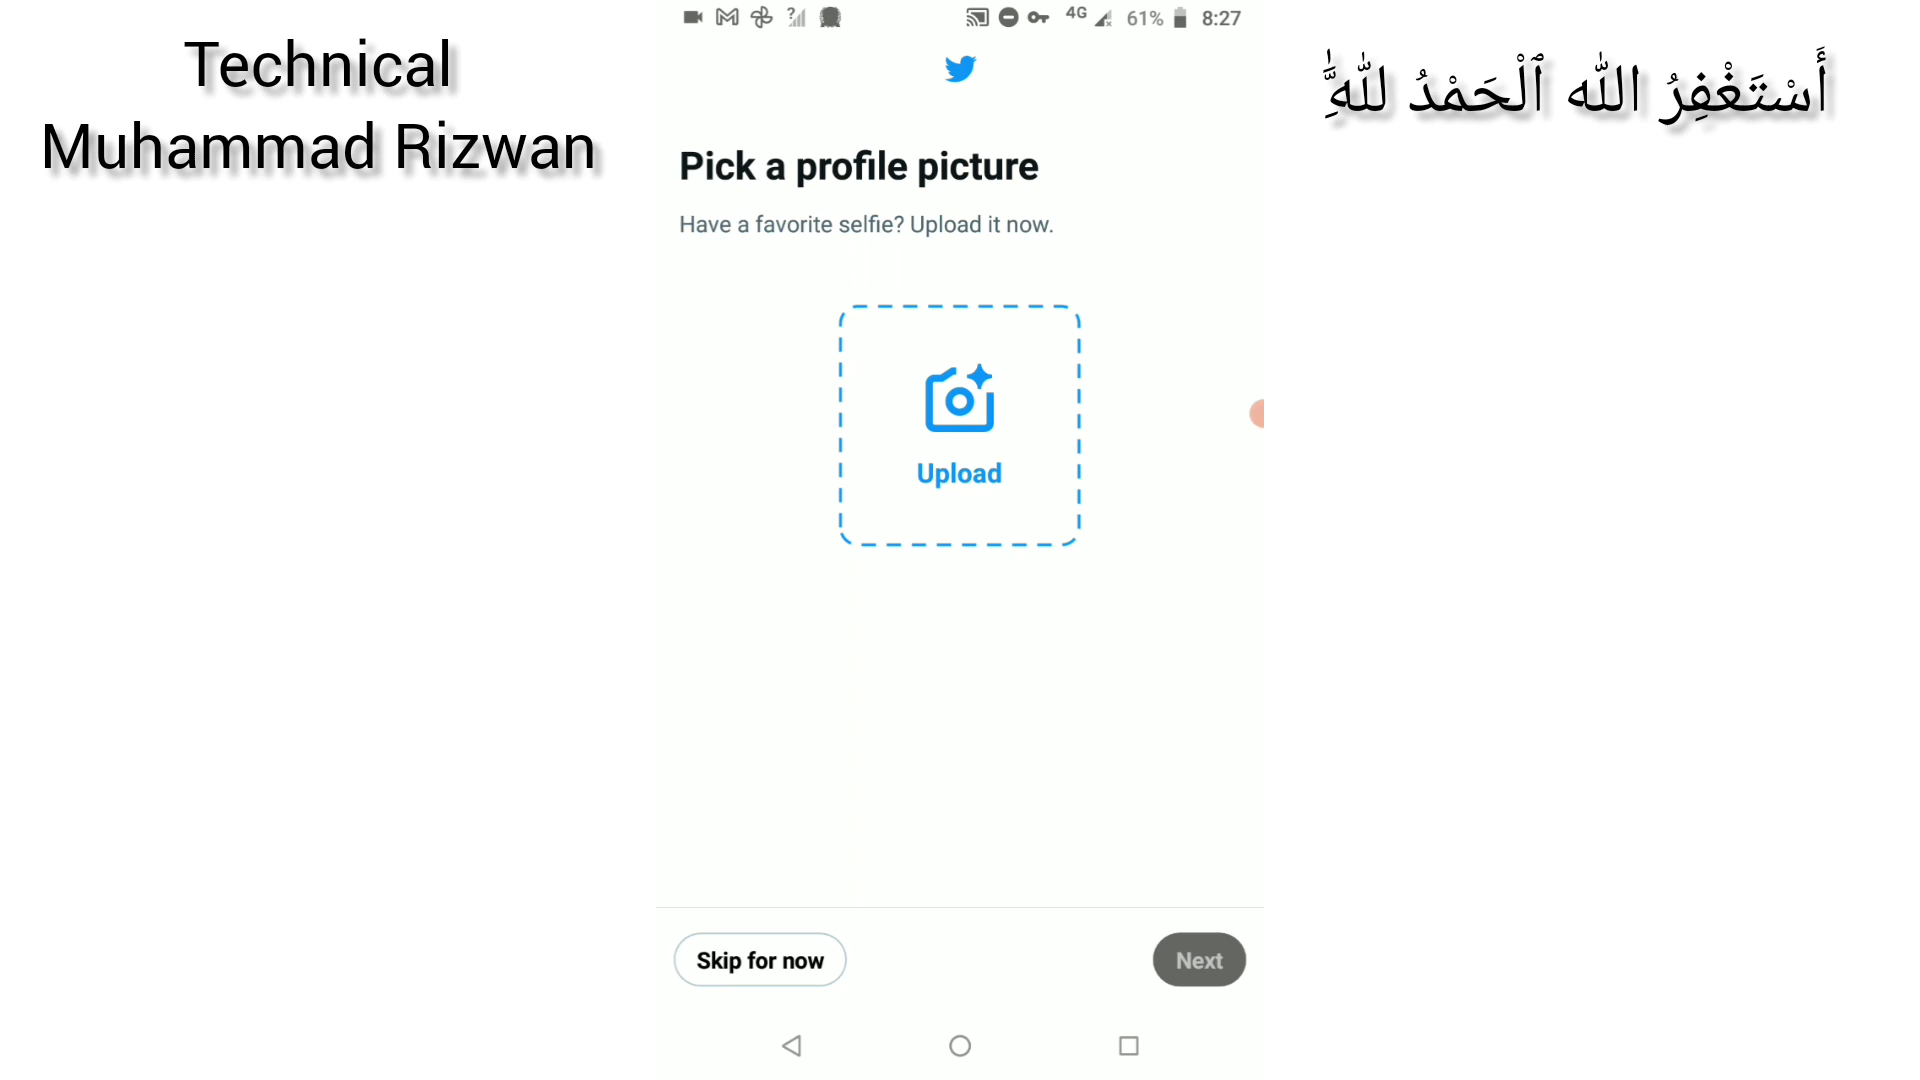 Technical
Muhammad Rizwan
4G 61% 8:27
أَسْتَغْفِرُ اللّٰه ٱلْحَمْدُ لِلّٰهِ
Pick a profile picture
Have a favorite selfie? Upload it now.
Upload
Skip for now
Next